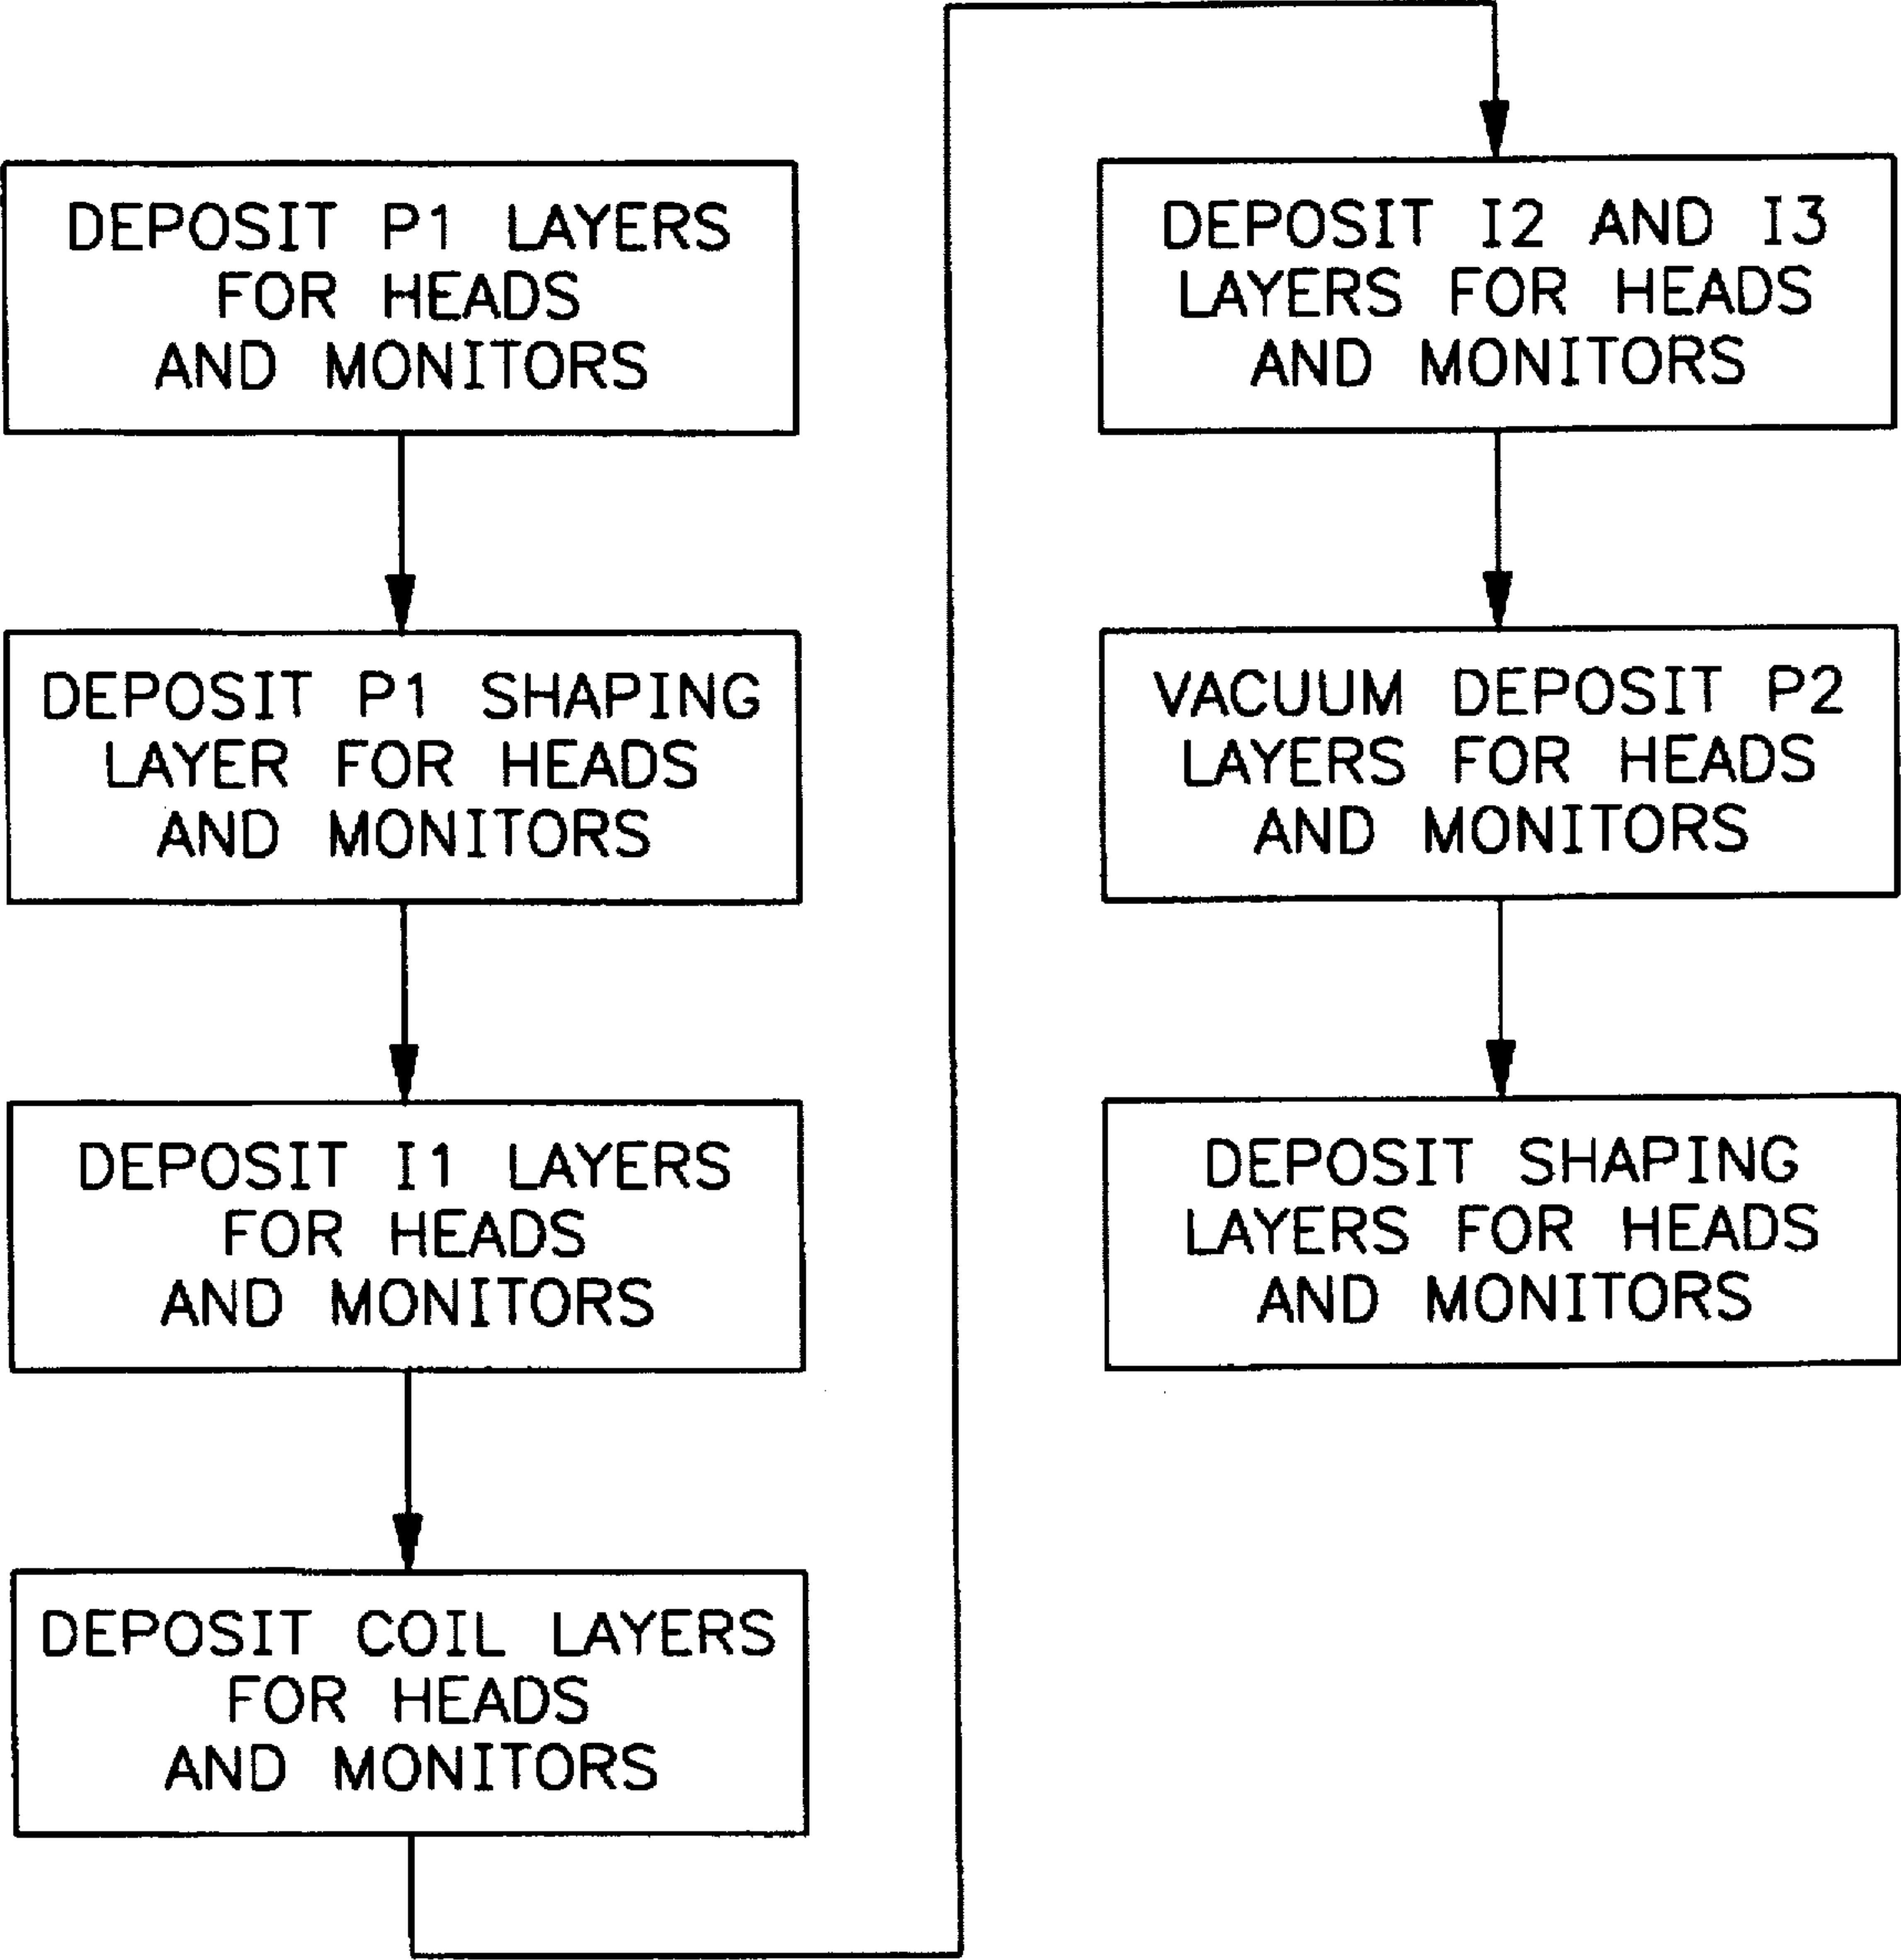 DEPOSIT P1 LAYERS
FOR HEADS
AND MONITORS
DEPOSIT P1 SHAPING
LAYER FOR HEADS
AND MONITORS
DEPOSIT I1 LAYERS
FOR HEADS
AND MONITORS
DEPOSIT COIL LAYERS
FOR HEADS
AND MONITORS
DEPOSIT I2 AND I3
LAYERS FOR HEADS
AND MONITORS
VACUUM DEPOSIT P2
LAYERS FOR HEADS
AND MONITORS
DEPOSIT SHAPING
LAYERS FOR HEADS
AND MONITORS